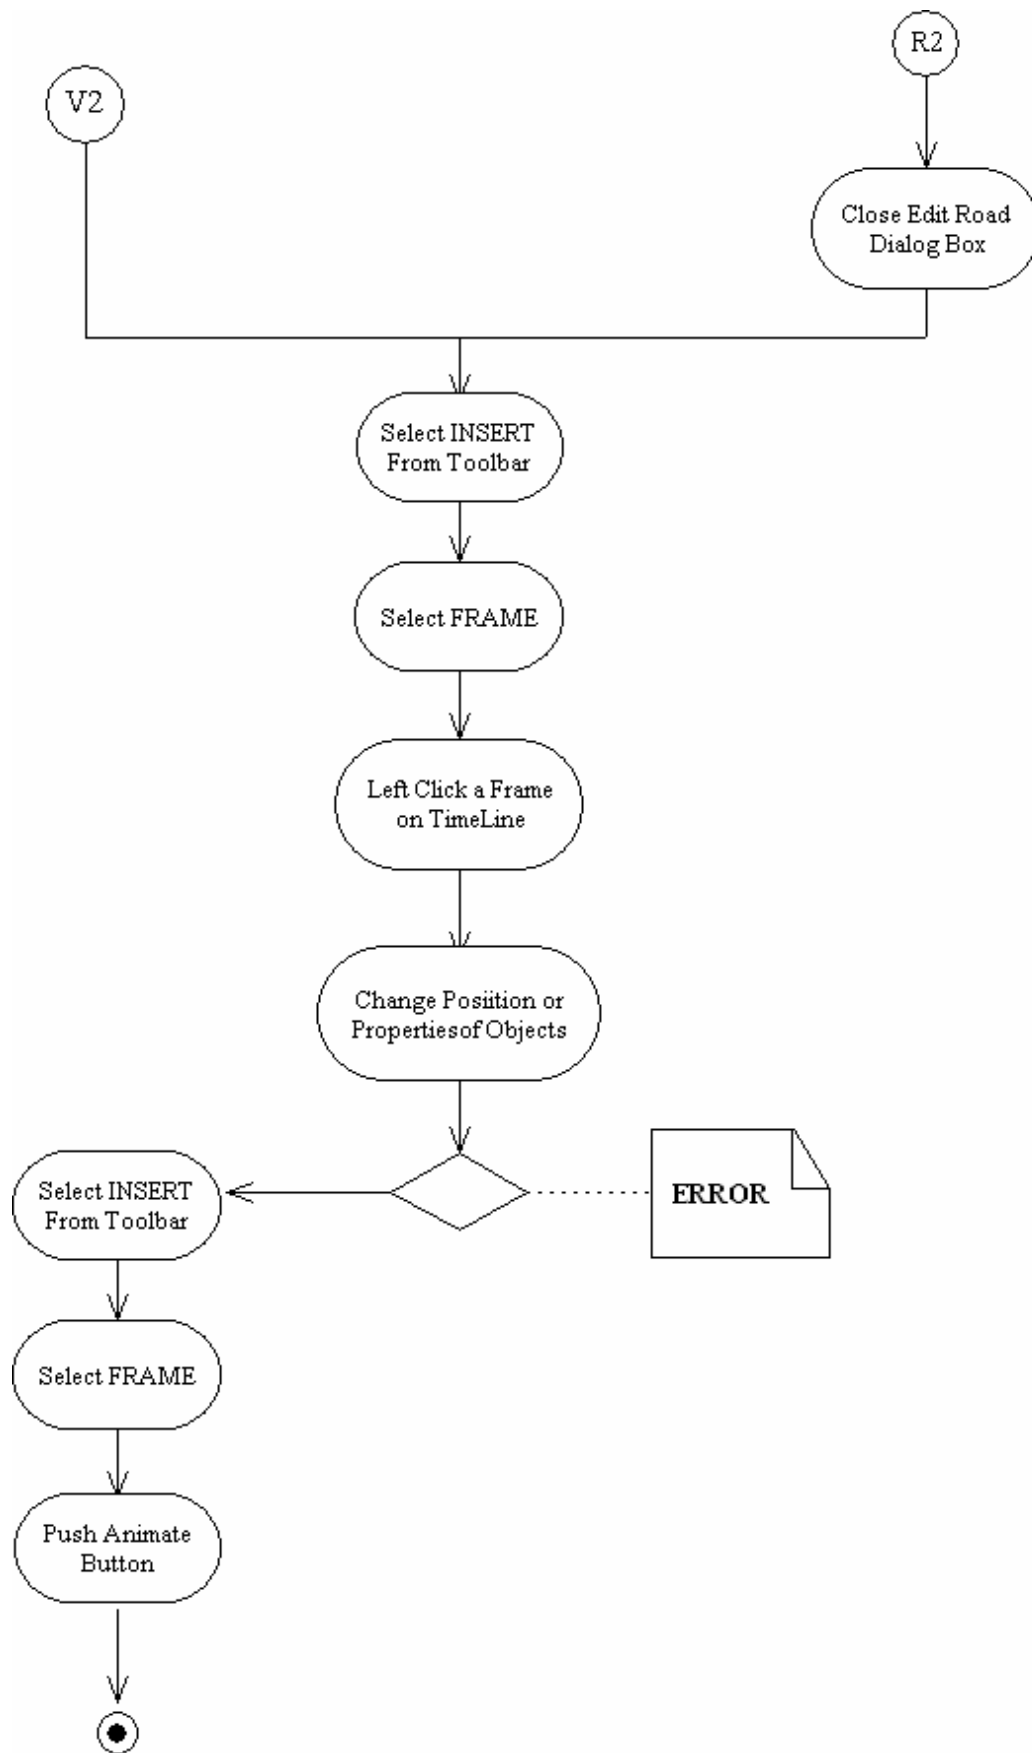 R2
V2
Close Edit Road
Dialog Box
Select INSERT
From Toolbar
Select FRAME
Left Click a Frame
on TimeLine
Change Posiition or
Propertiesof Objects
Select INSERT
From Toolbar
ERROR
Select FRAME
Push Animate
Button